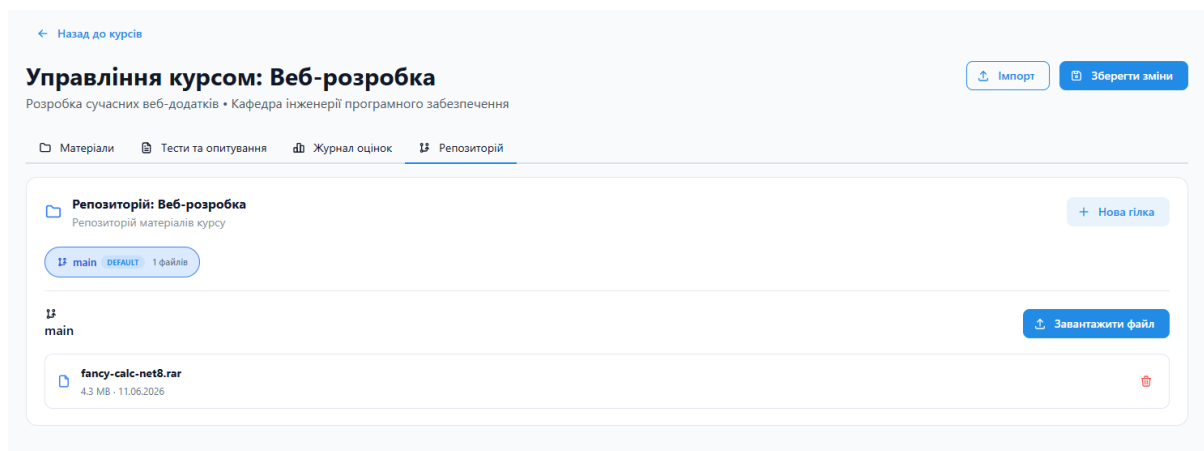 ← Назад до курсів
Управління курсом: Веб-розробка
Імпорт
Зберегти зміни
Розробка сучасних веб-додатків • Кафедра інженерії програмного забезпечення
Матеріали
Тести та опитування
Журнал оцінок
Репозиторій
Репозиторій: Веб-розробка
Репозиторій матеріалів курсу
+ Нова гілка
main DEFAULT 1 файлів
main
Завантажити файл
fancy-calc-net8.rar
4.3 MB · 11.06.2026